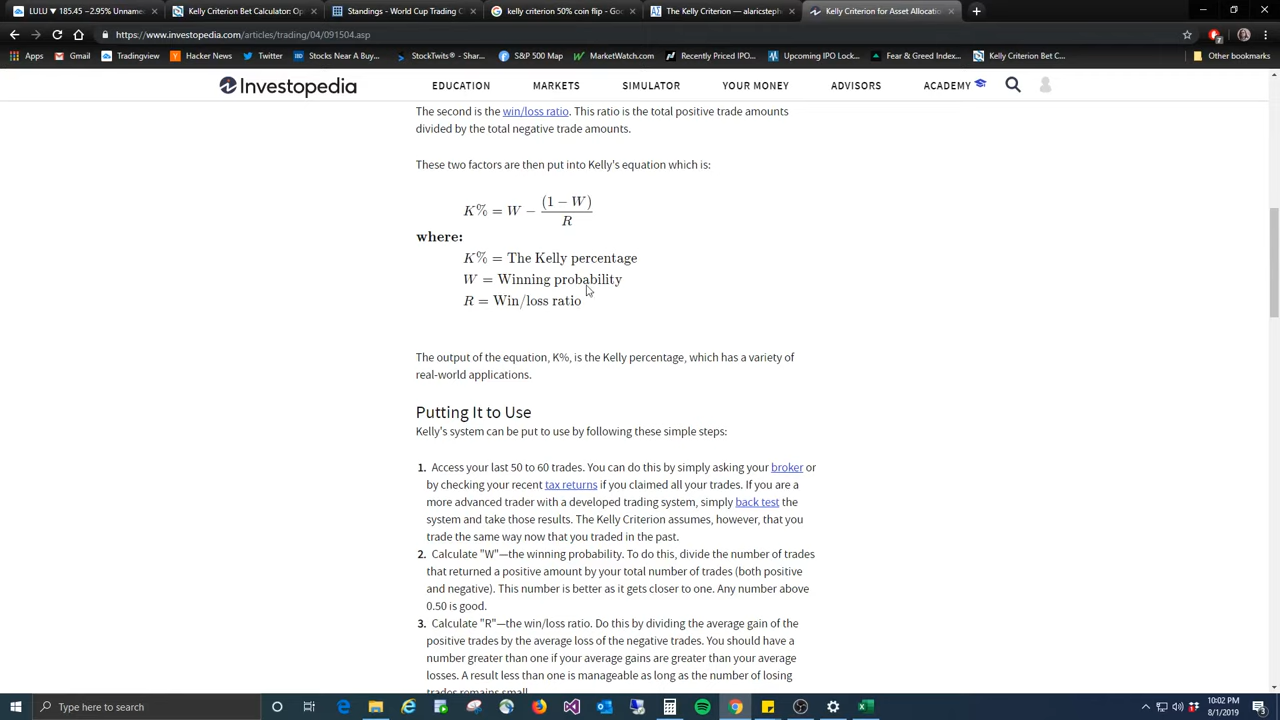 LULU ▼ 185.45 −2.95% Unnamed
Kelly Criterion Bet Calculator: Op
Standings - World Cup Trading C
kelly criterion 50% coin flip - Goo
The Kelly Criterion — alaricsteph
Kelly Criterion for Asset Allocatio
https://www.investopedia.com/articles/trading/04/091504.asp
Apps Gmail Tradingview Hacker News Stocks Near A Buy... StockTwits® - Shar... S&P 500 Map MarketWatch.com Recently Priced IPO... Upcoming IPO Lock... Fear & Greed Index... Kelly Criterion Bet C... Other bookmarks
Investopedia EDUCATION MARKETS SIMULATOR YOUR MONEY ADVISORS ACADEMY
The second is the win/loss ratio. This ratio is the total positive trade amounts
divided by the total negative trade amounts.
These two factors are then put into Kelly's equation which is:
K% = W − (1 − W)
R
where:
K% = The Kelly percentage
W = Winning probability
R = Win/loss ratio
The output of the equation, K%, is the Kelly percentage, which has a variety of
real-world applications.
Putting It to Use
Kelly's system can be put to use by following these simple steps:
1. Access your last 50 to 60 trades. You can do this by simply asking your broker or
by checking your recent tax returns if you claimed all your trades. If you are a
more advanced trader with a developed trading system, simply back test the
system and take those results. The Kelly Criterion assumes, however, that you
trade the same way now that you traded in the past.
2. Calculate "W"—the winning probability. To do this, divide the number of trades
that returned a positive amount by your total number of trades (both positive
and negative). This number is better as it gets closer to one. Any number above
0.50 is good.
3. Calculate "R"—the win/loss ratio. Do this by dividing the average gain of the
positive trades by the average loss of the negative trades. You should have a
number greater than one if your average gains are greater than your average
losses. A result less than one is manageable as long as the number of losing
trades remains small.
Type here to search
10:02 PM
8/1/2019